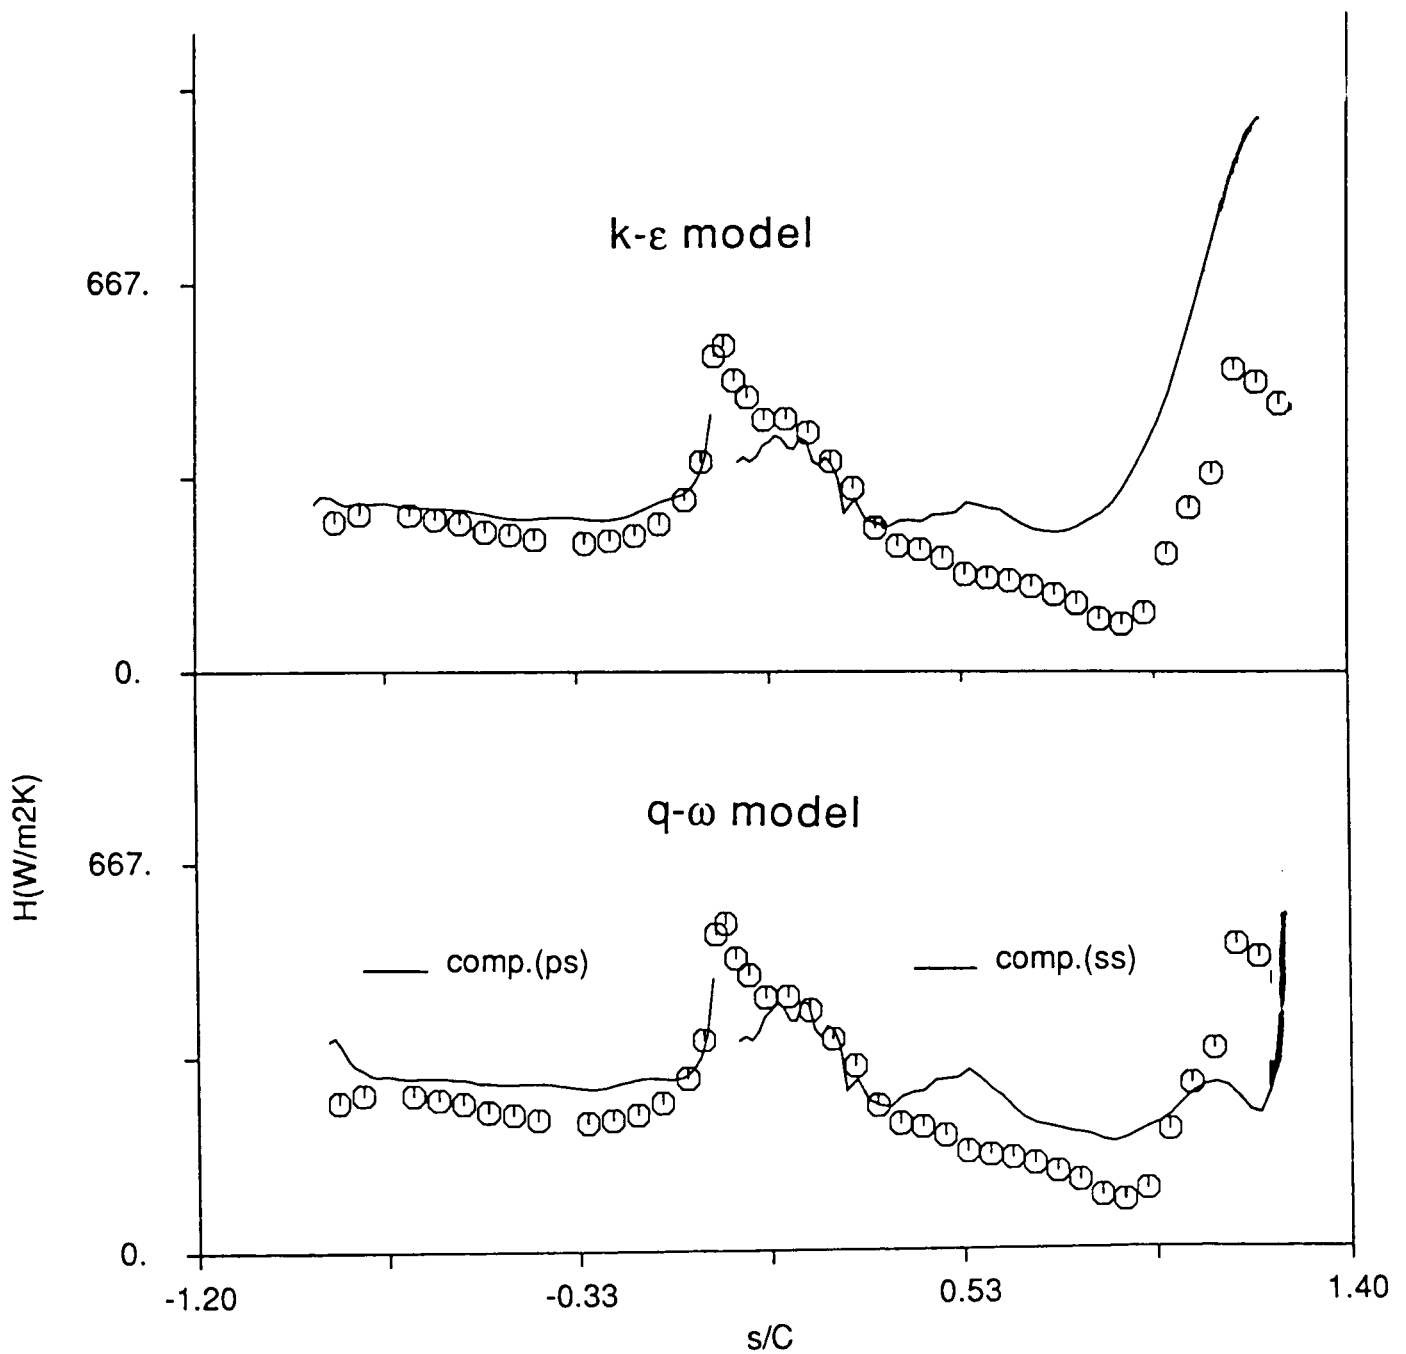 k-ε model
667.
0.
q-ω model
H(W/m2K)
667.
comp.(ps)
comp.(ss)
0.
-1.20
-0.33
0.53
1.40
s/C